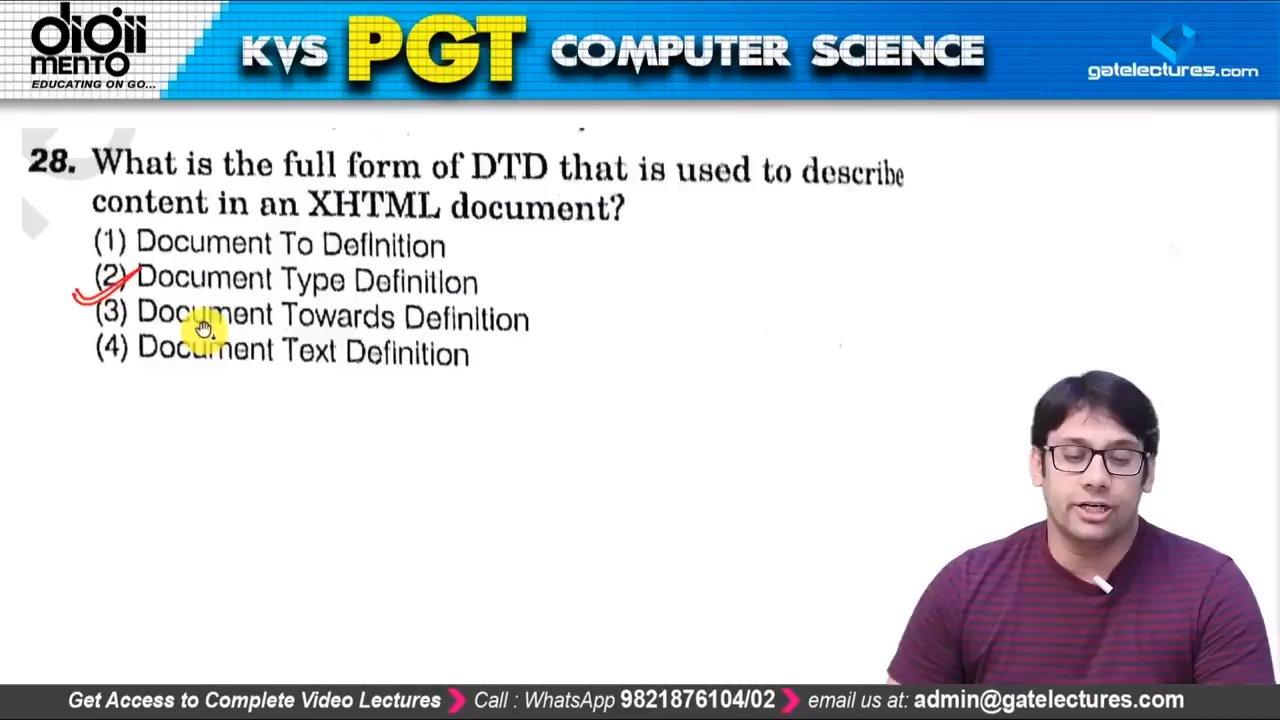 digii
MENTO
EDUCATING ON GO...
KVS PGT COMPUTER SCIENCE
gatelectures.com
28. What is the full form of DTD that is used to describe
content in an XHTML document?
(1) Document To Definition
(2) Document Type Definition
(3) Document Towards Definition
(4) Document Text Definition
Get Access to Complete Video Lectures Call : WhatsApp 9821876104/02 email us at: admin@gatelectures.com